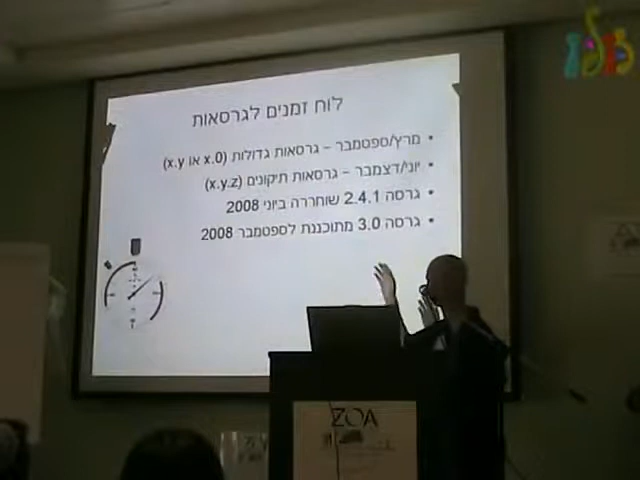 לוח זמנים לגרסאות
• מרץ/ספטמבר – גרסאות גדולות (x.0 או x.y)
• יוני/דצמבר – גרסאות תיקונים (x.y.z)
• גרסה 2.4.1 שוחררה ביוני 2008
• גרסה 3.0 מתוכננת לספטמבר 2008
ZOA